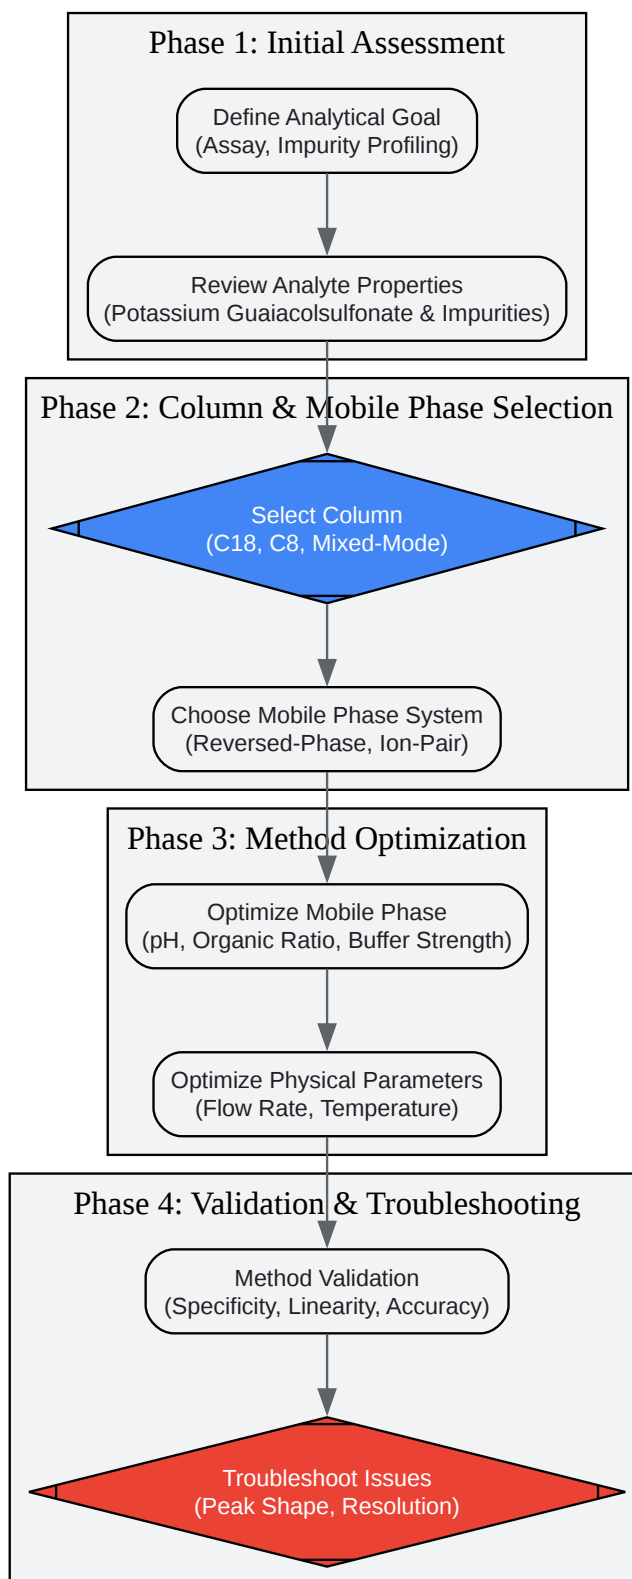 Phase 1: Initial Assessment
Define Analytical Goal
(Assay, Impurity Profiling)
Review Analyte Properties
(Potassium Guaiacolsulfonate & Impurities)
Phase 2: Column & Mobile Phase Selection
Select Column
(C18, C8, Mixed-Mode)
Choose Mobile Phase System
(Reversed-Phase, Ion-Pair)
Phase 3: Method Optimization
Optimize Mobile Phase
(pH, Organic Ratio, Buffer Strength)
Optimize Physical Parameters
(Flow Rate, Temperature)
Phase 4: Validation & Troubleshooting
Method Validation
(Specificity, Linearity, Accuracy)
Troubleshoot Issues
(Peak Shape, Resolution)